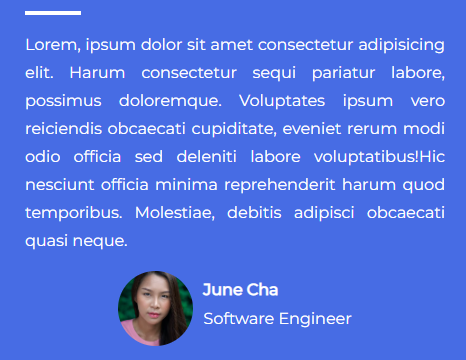 Lorem, ipsum dolor sit amet consectetur adipisicing
elit. Harum consectetur sequi pariatur labore,
possimus doloremque. Voluptates ipsum vero
reiciendis obcaecati cupiditate, eveniet rerum modi
odio officia sed deleniti labore voluptatibus!Hic
nesciunt officia minima reprehenderit harum quod
temporibus. Molestiae, debitis adipisci obcaecati
quasi neque.
June Cha
Software Engineer